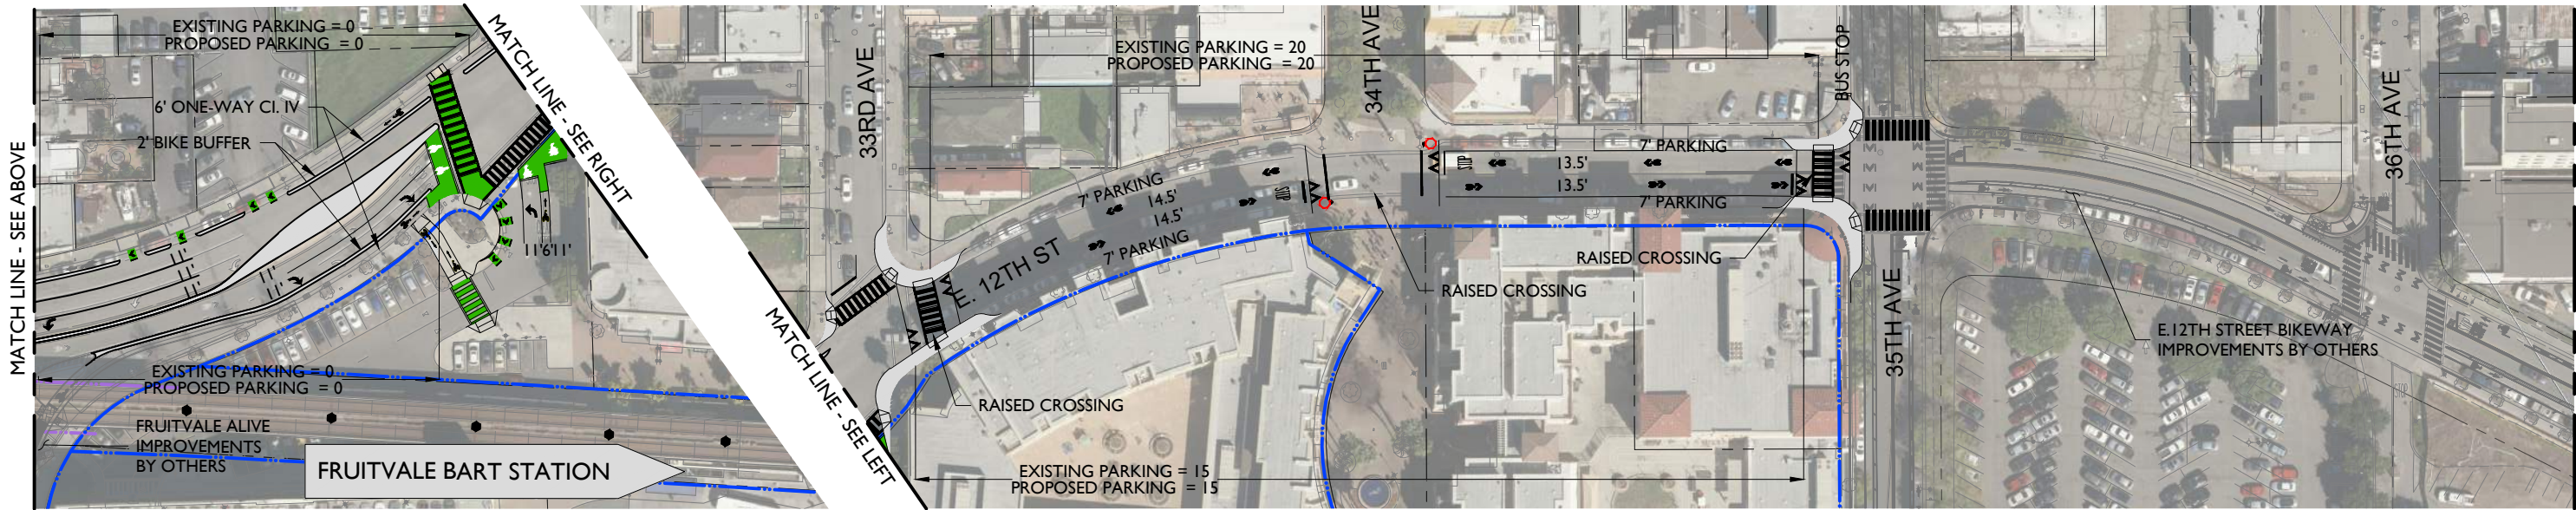 EXISTING PARKING = 0
PROPOSED PARKING = 0
MATCH LINE - SEE ABOVE
6' ONE-WAY Cl. IV
2' BIKE BUFFER
11'6'11'
EXISTING PARKING = 0
PROPOSED PARKING = 0
FRUITVALE ALIVE
IMPROVEMENTS
BY OTHERS
FRUITVALE BART STATION
MATCH LINE - SEE RIGHT
MATCH LINE - SEE LEFT
33RD AVE
EXISTING PARKING = 20
PROPOSED PARKING = 20
34TH AVE
BUS STOP
7' PARKING
14.5'
14.5'
7' PARKING
E. 12TH ST
STP
STP
7' PARKING
13.5'
13.5'
7' PARKING
RAISED CROSSING
RAISED CROSSING
RAISED CROSSING
EXISTING PARKING = 15
PROPOSED PARKING = 15
35TH AVE
36TH AVE
E.12TH STREET BIKEWAY
IMPROVEMENTS BY OTHERS